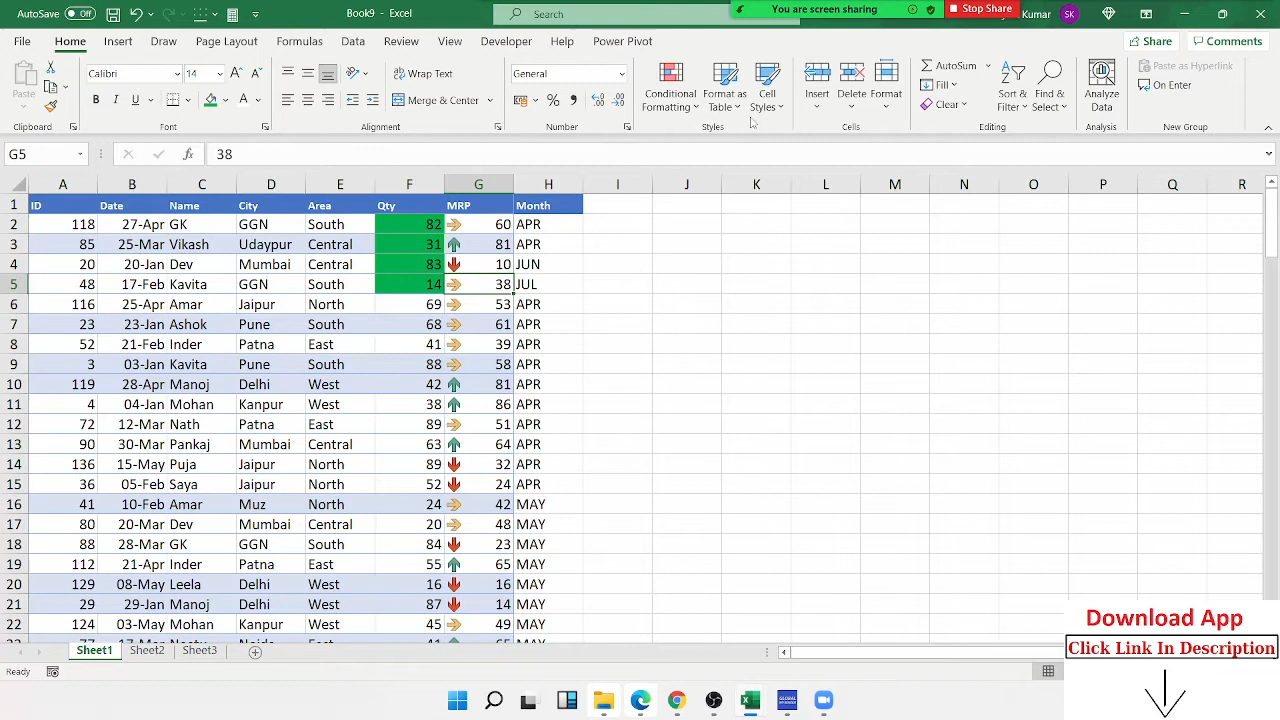 AutoSave Off Book6 - Excel Search You are screen sharing Stop Share Kumar SK
File Home Insert Draw Page Layout Formulas Data Review View Developer Help Power Pivot Share Comments
Paste Calibri 14 Wrap Text General Conditional Formatting Format as Table Cell Styles Insert Delete Format AutoSum Fill Clear Sort & Filter Find & Select Analyze Data Paste as Hyperlink On Enter
B I U A Merge & Center % 9
Clipboard Font Alignment Number Styles Cells Editing Analysis New Group
G5 fx 38
A B C D E F G H I J K L M N O P Q R
1 ID Date Name City Area Qty MRP Month
2 118 27-Apr GK GGN South 82 60 APR
3 85 25-Mar Vikash Udaypur Central 31 81 APR
4 20 20-Jan Dev Mumbai Central 83 10 JUN
5 48 17-Feb Kavita GGN South 14 38 JUL
6 116 25-Apr Amar Jaipur North 69 53 APR
7 23 23-Jan Ashok Pune South 68 61 APR
8 52 21-Feb Inder Patna East 41 39 APR
9 3 03-Jan Kavita Pune South 88 58 APR
10 119 28-Apr Manoj Delhi West 42 81 APR
11 4 04-Jan Mohan Kanpur West 38 86 APR
12 72 12-Mar Nath Patna East 89 51 APR
13 90 30-Mar Pankaj Mumbai Central 63 64 APR
14 136 15-May Puja Jaipur North 89 32 APR
15 36 05-Feb Saya Jaipur North 52 24 APR
16 41 10-Feb Amar Muz North 24 42 MAY
17 80 20-Mar Dev Mumbai Central 20 48 MAY
18 88 28-Mar GK GGN South 84 23 MAY
19 112 21-Apr Inder Patna East 55 65 MAY
20 129 08-May Leela Delhi West 16 16 MAY
21 29 29-Jan Manoj Delhi West 87 14 MAY
22 124 03-May Mohan Kanpur West 45 49 MAY
Sheet1 Sheet2 Sheet3
Ready
Download App
Click Link In Description